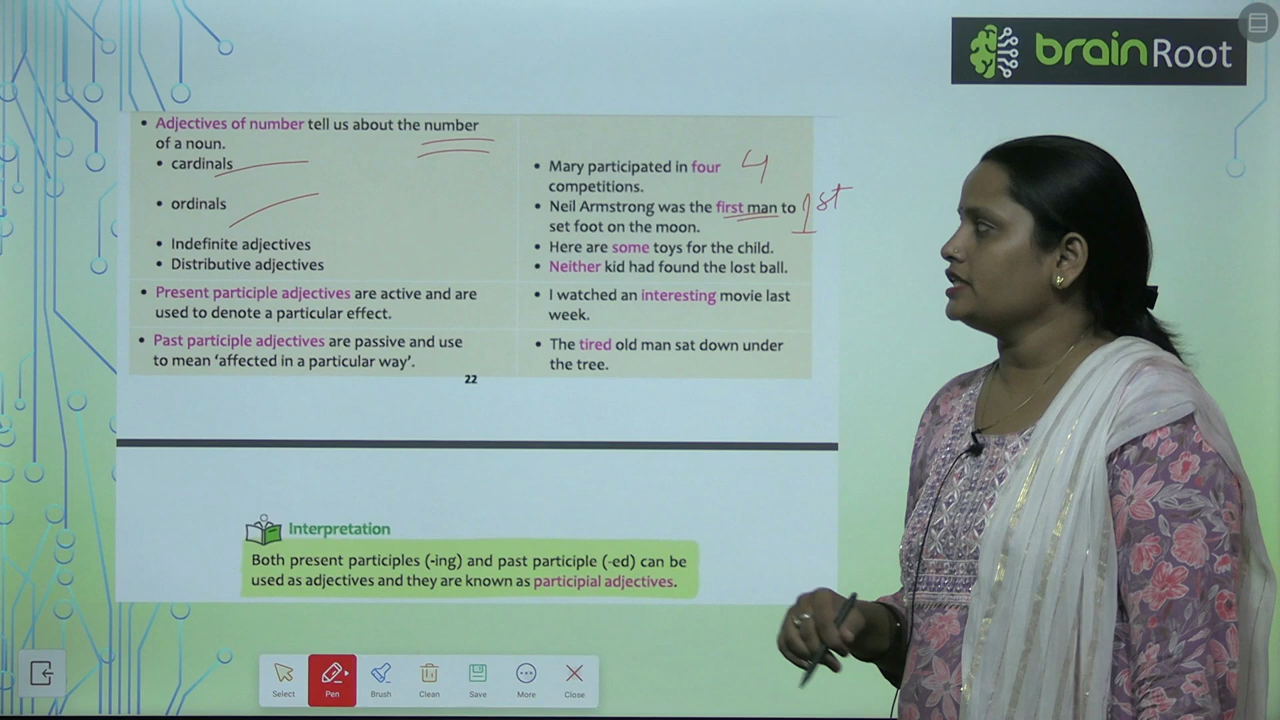 brainRoot
• Adjectives of number tell us about the number
of a noun.
• cardinals
• ordinals
• Indefinite adjectives
• Distributive adjectives
• Mary participated in four
competitions.
4
• Neil Armstrong was the first man to
set foot on the moon.
1st
• Here are some toys for the child.
• Neither kid had found the lost ball.
• Present participle adjectives are active and are
used to denote a particular effect.
• I watched an interesting movie last
week.
• Past participle adjectives are passive and use
to mean ‘affected in a particular way’.
• The tired old man sat down under
the tree.
22
Interpretation
Both present participles (-ing) and past participle (-ed) can be
used as adjectives and they are known as participial adjectives.
Select Pen Brush Clean Save More Close